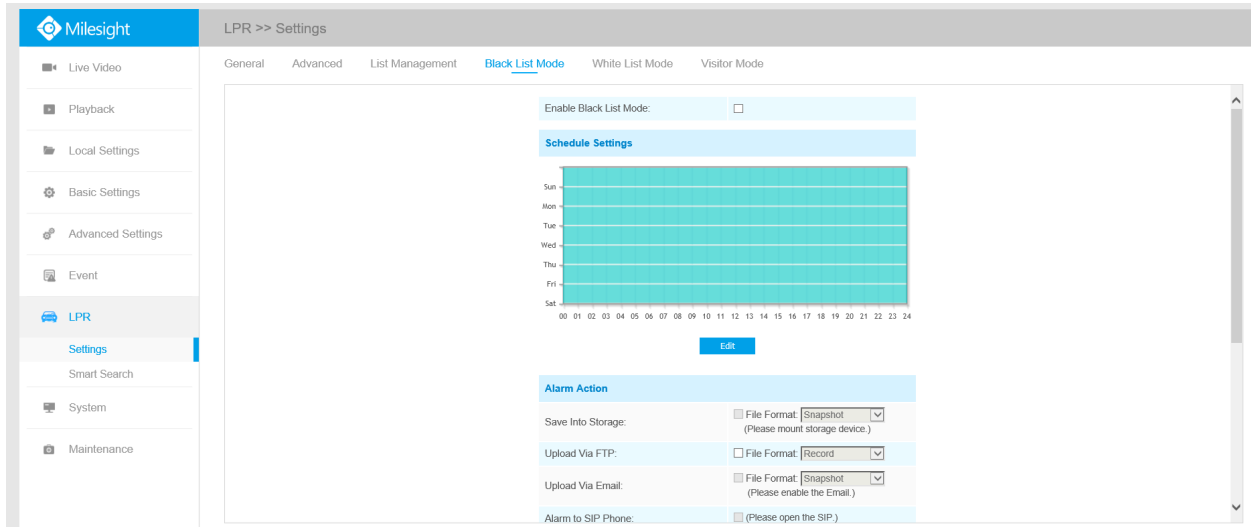 Milesight
LPR >> Settings
General Advanced List Management Black List Mode White List Mode Visitor Mode
Live Video
Playback
Local Settings
Basic Settings
Advanced Settings
Event
LPR
Settings
Smart Search
System
Maintenance
Enable Black List Mode:
Schedule Settings
Sun
Mon
Tue
Wed
Thu
Fri
Sat
00 01 02 03 04 05 06 07 08 09 10 11 12 13 14 15 16 17 18 19 20 21 22 23 24
Edit
Alarm Action
Save Into Storage: File Format: Snapshot
(Please mount storage device.)
Upload Via FTP: File Format: Record
Upload Via Email: File Format: Snapshot
(Please enable the Email.)
Alarm to SIP Phone: (Please open the SIP.)